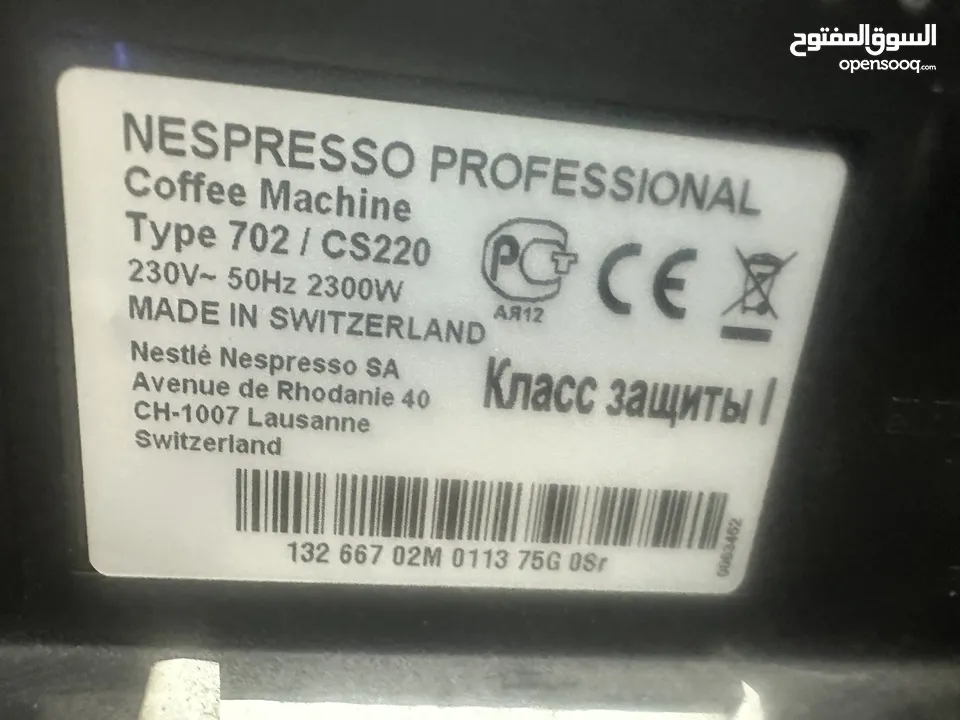 السوق المفتوح
opensooq.com
NESPRESSO PROFESSIONAL
Coffee Machine
Type 702 / CS220
230V~ 50Hz 2300W
MADE IN SWITZERLAND
Nestlé Nespresso SA
Avenue de Rhodanie 40
CH-1007 Lausanne
Switzerland
РСТ
АЯ12
CE
Класс защиты I
132 667 02M 0113 75G 0Sr
0083462